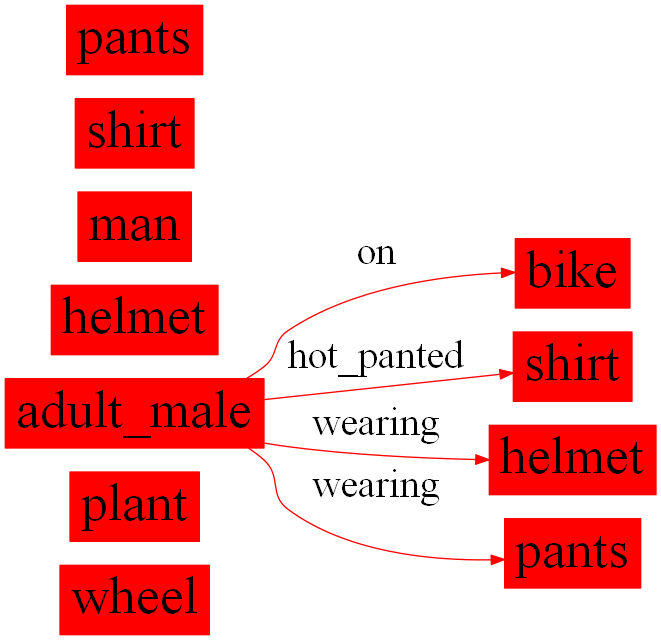 pants
shirt
man
helmet
adult_male
plant
wheel
on
hot_panted
wearing
wearing
bike
shirt
helmet
pants